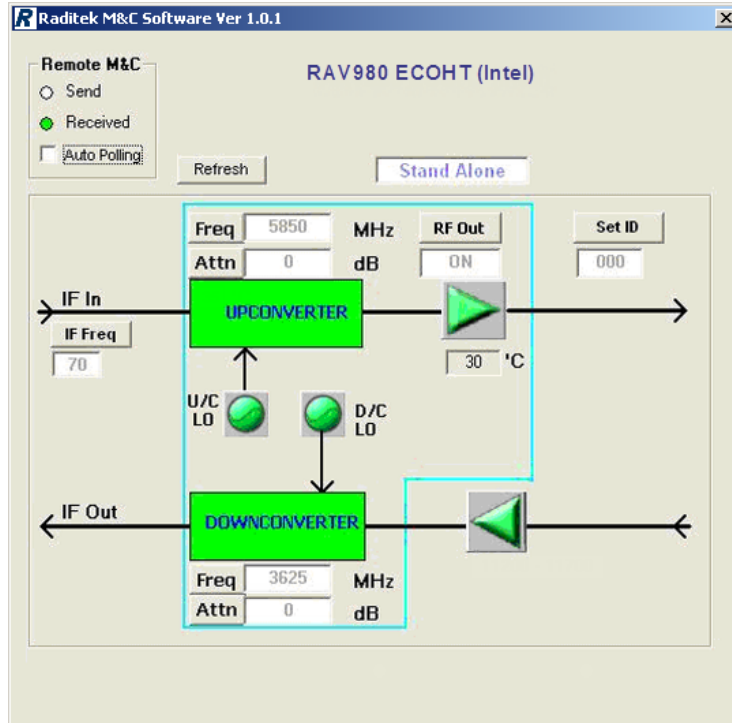 R Raditek M&C Software Ver 1.0.1
Remote M&C
Send
Received
Auto Polling
RAV980 ECOHT (Intel)
Refresh
Stand Alone
Freq 5850 MHz
RF Out
Set ID
Attn 0 dB
ON
000
IF In
UPCONVERTER
IF Freq
70
30 'C
U/C
LO
D/C
LO
IF Out
DOWNCONVERTER
Freq 3625 MHz
Attn 0 dB